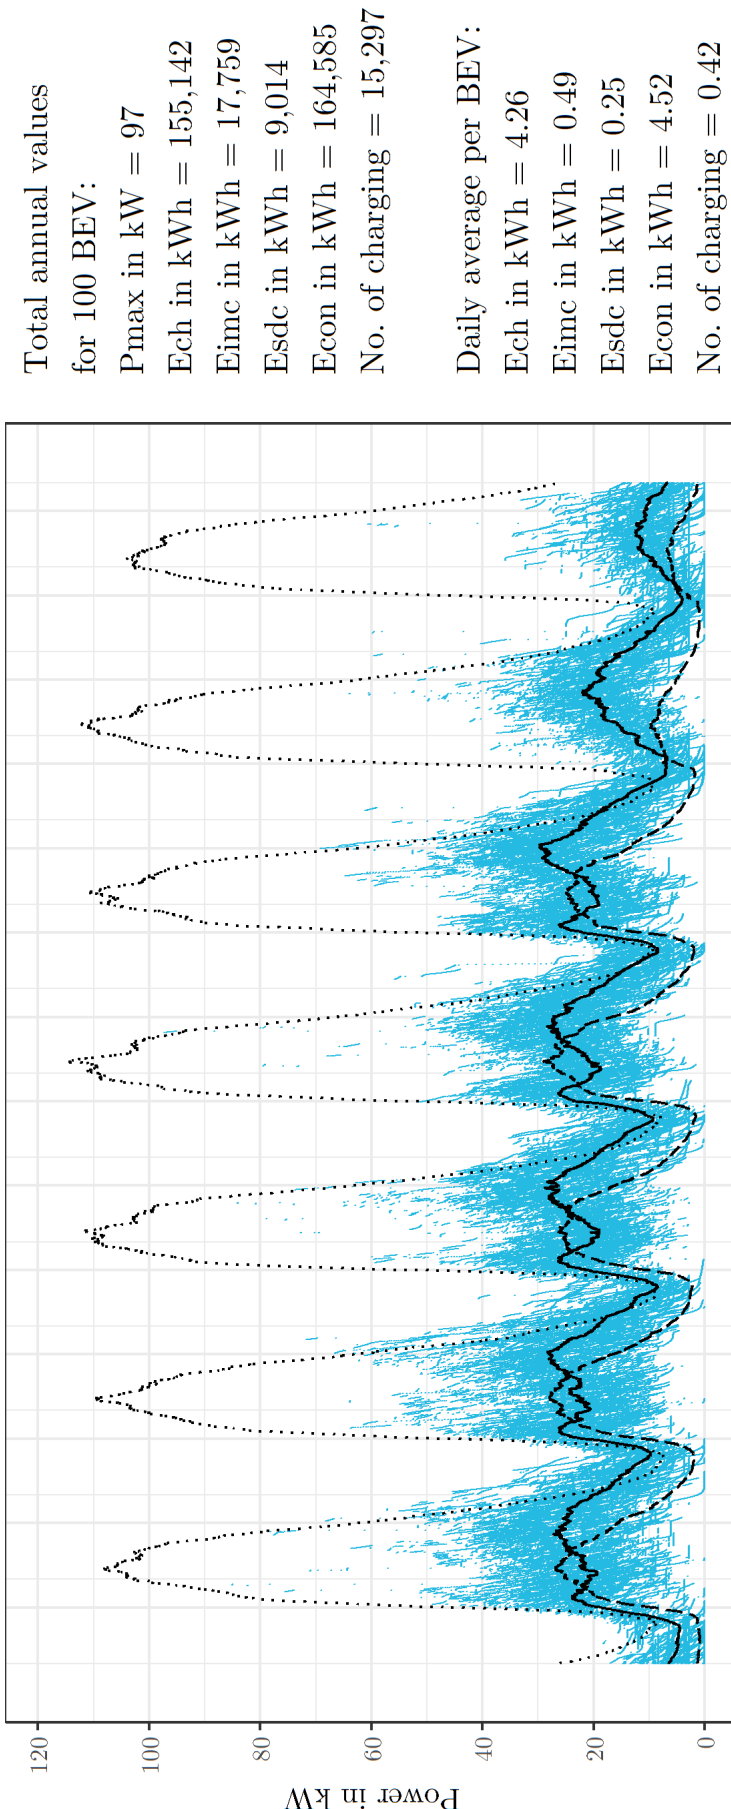 Total annual values
for 100 BEV:
Pmax in kW = 97
Ech in kWh = 155,142
Eimc in kWh = 17,759
Esdc in kWh = 9,014
Econ in kWh = 164,585
No. of charging = 15,297
Daily average per BEV:
Ech in kWh = 4.26
Eimc in kWh = 0.49
Esdc in kWh = 0.25
Econ in kWh = 4.52
No. of charging = 0.42
120
100
80
60
40
20
0
Power in kW